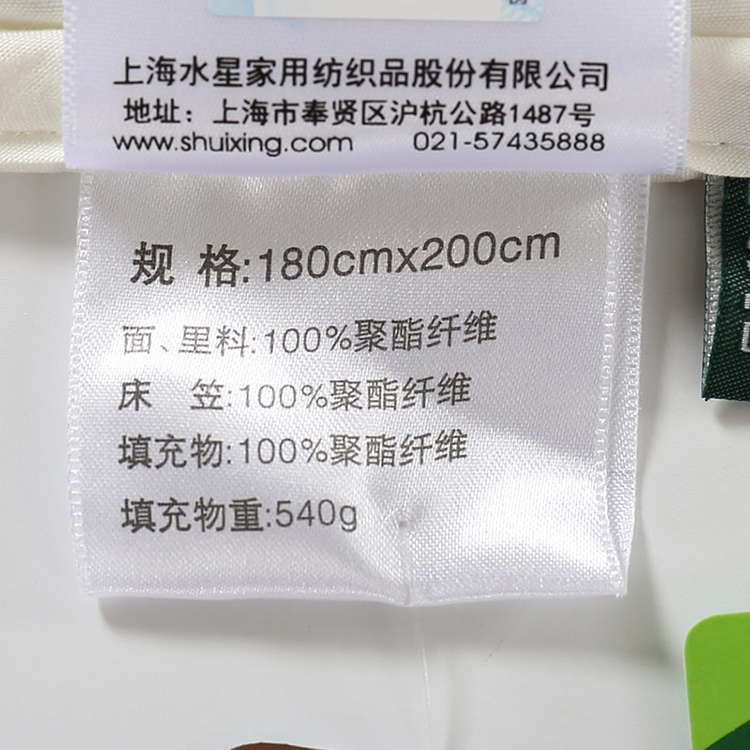 上海水星家用纺织品股份有限公司
地址：上海市奉贤区沪杭公路1487号
www.shuixing.com 021-57435888
规 格:180cmx200cm
面、里料:100%聚酯纤维
床 笠:100%聚酯纤维
填充物:100%聚酯纤维
填充物重:540g